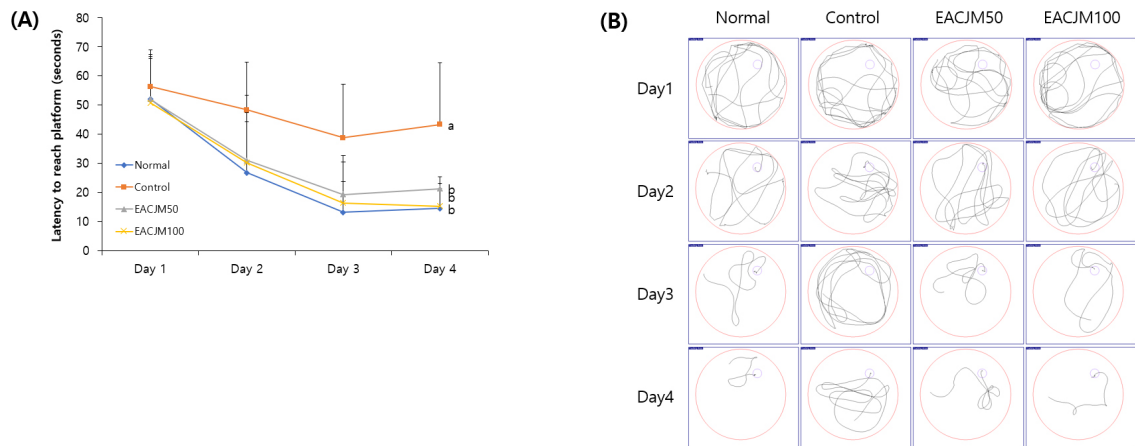 (A)
80
70
60
50
40
30
20
10
0
Latency to reach platform (seconds)
Normal
Control
EACJM50
EACJM100
a
b
b
b
Day 1 Day 2 Day 3 Day 4
(B)
Normal Control EACJM50 EACJM100
Day1
Day2
Day3
Day4